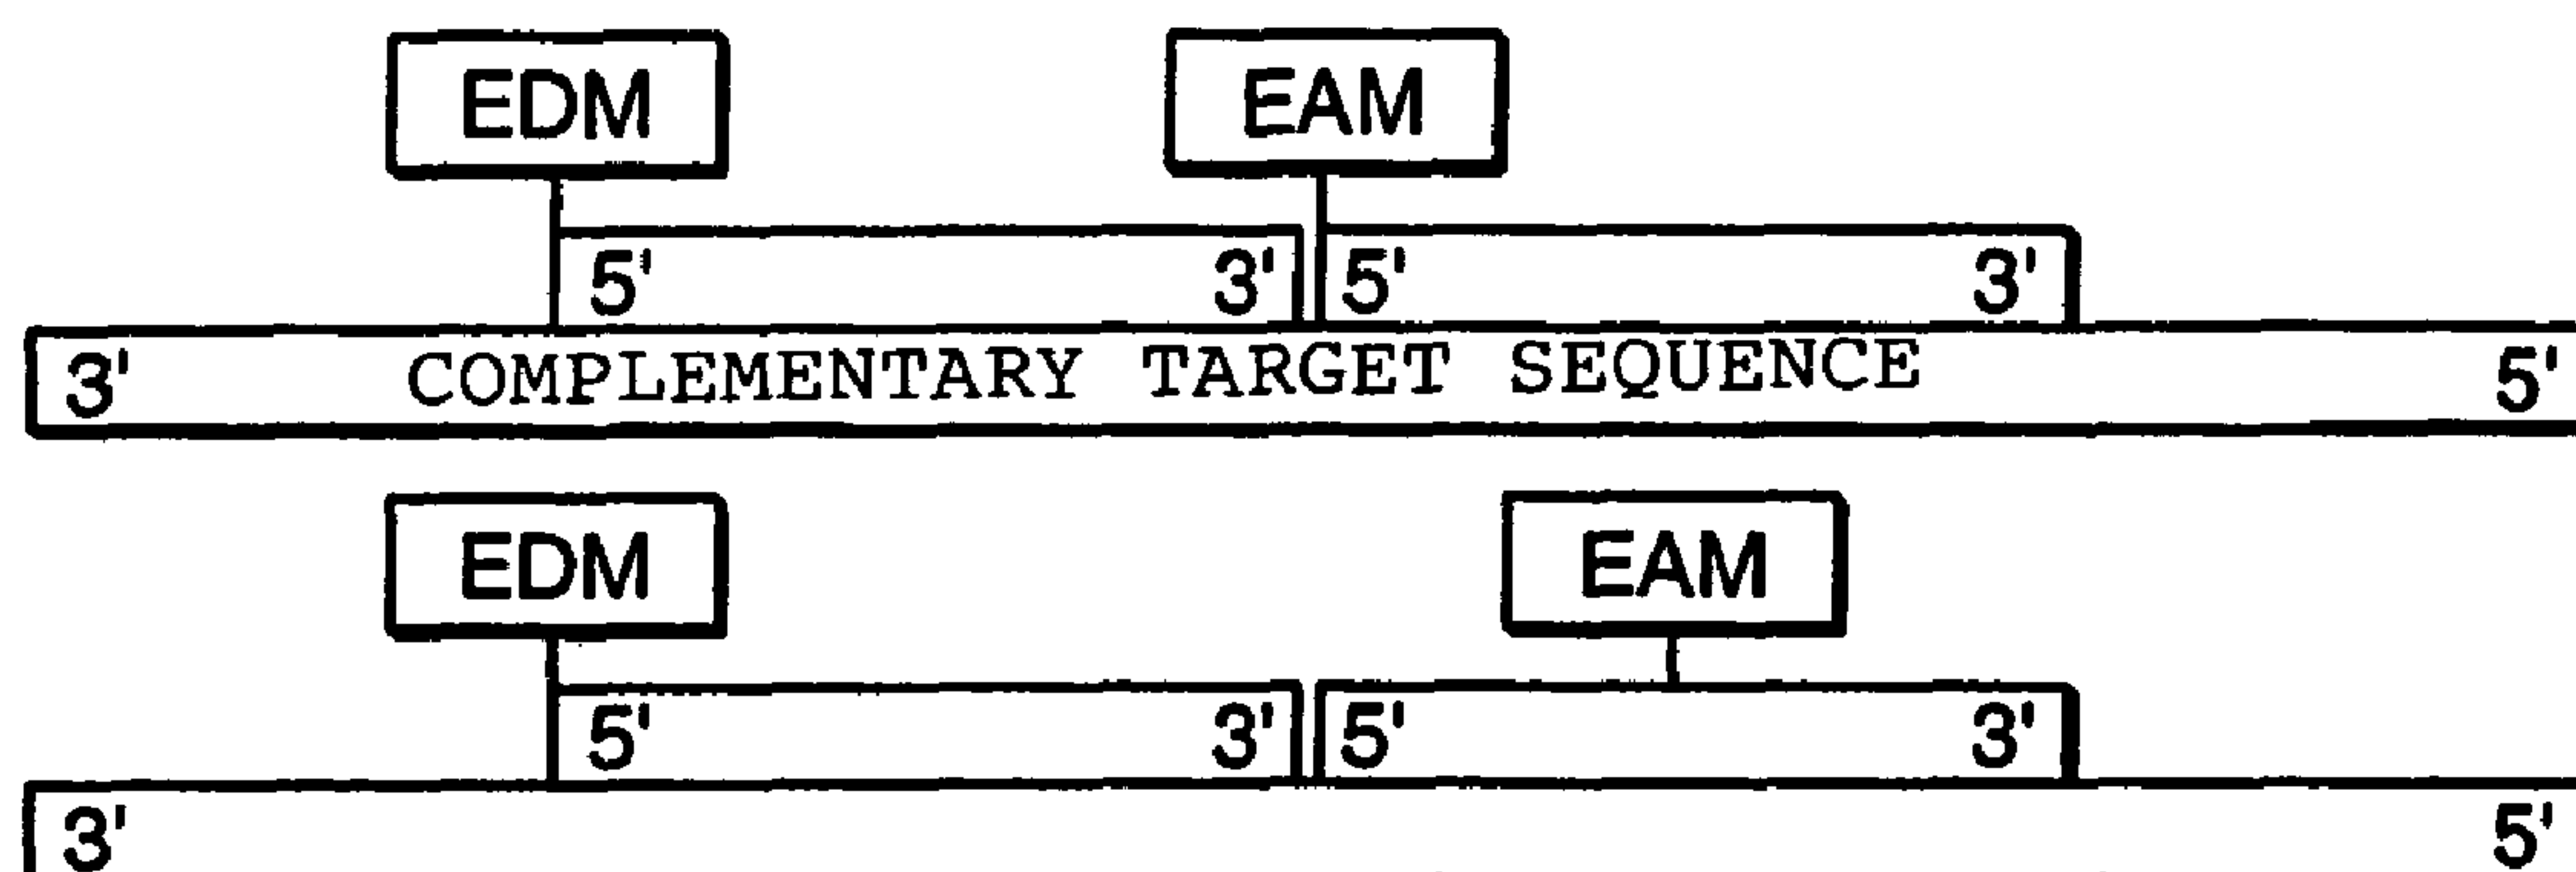 EDM EAM
5' 3' 5' 3'
3' COMPLEMENTARY TARGET SEQUENCE 5'
EDM EAM
5' 3' 5' 3'
3' 5'